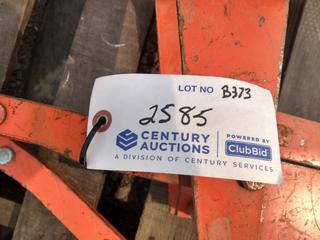 LOT NO B373
2585
CENTURY AUCTIONS
POWERED BY
ClubBid
A DIVISION OF CENTURY SERVICES